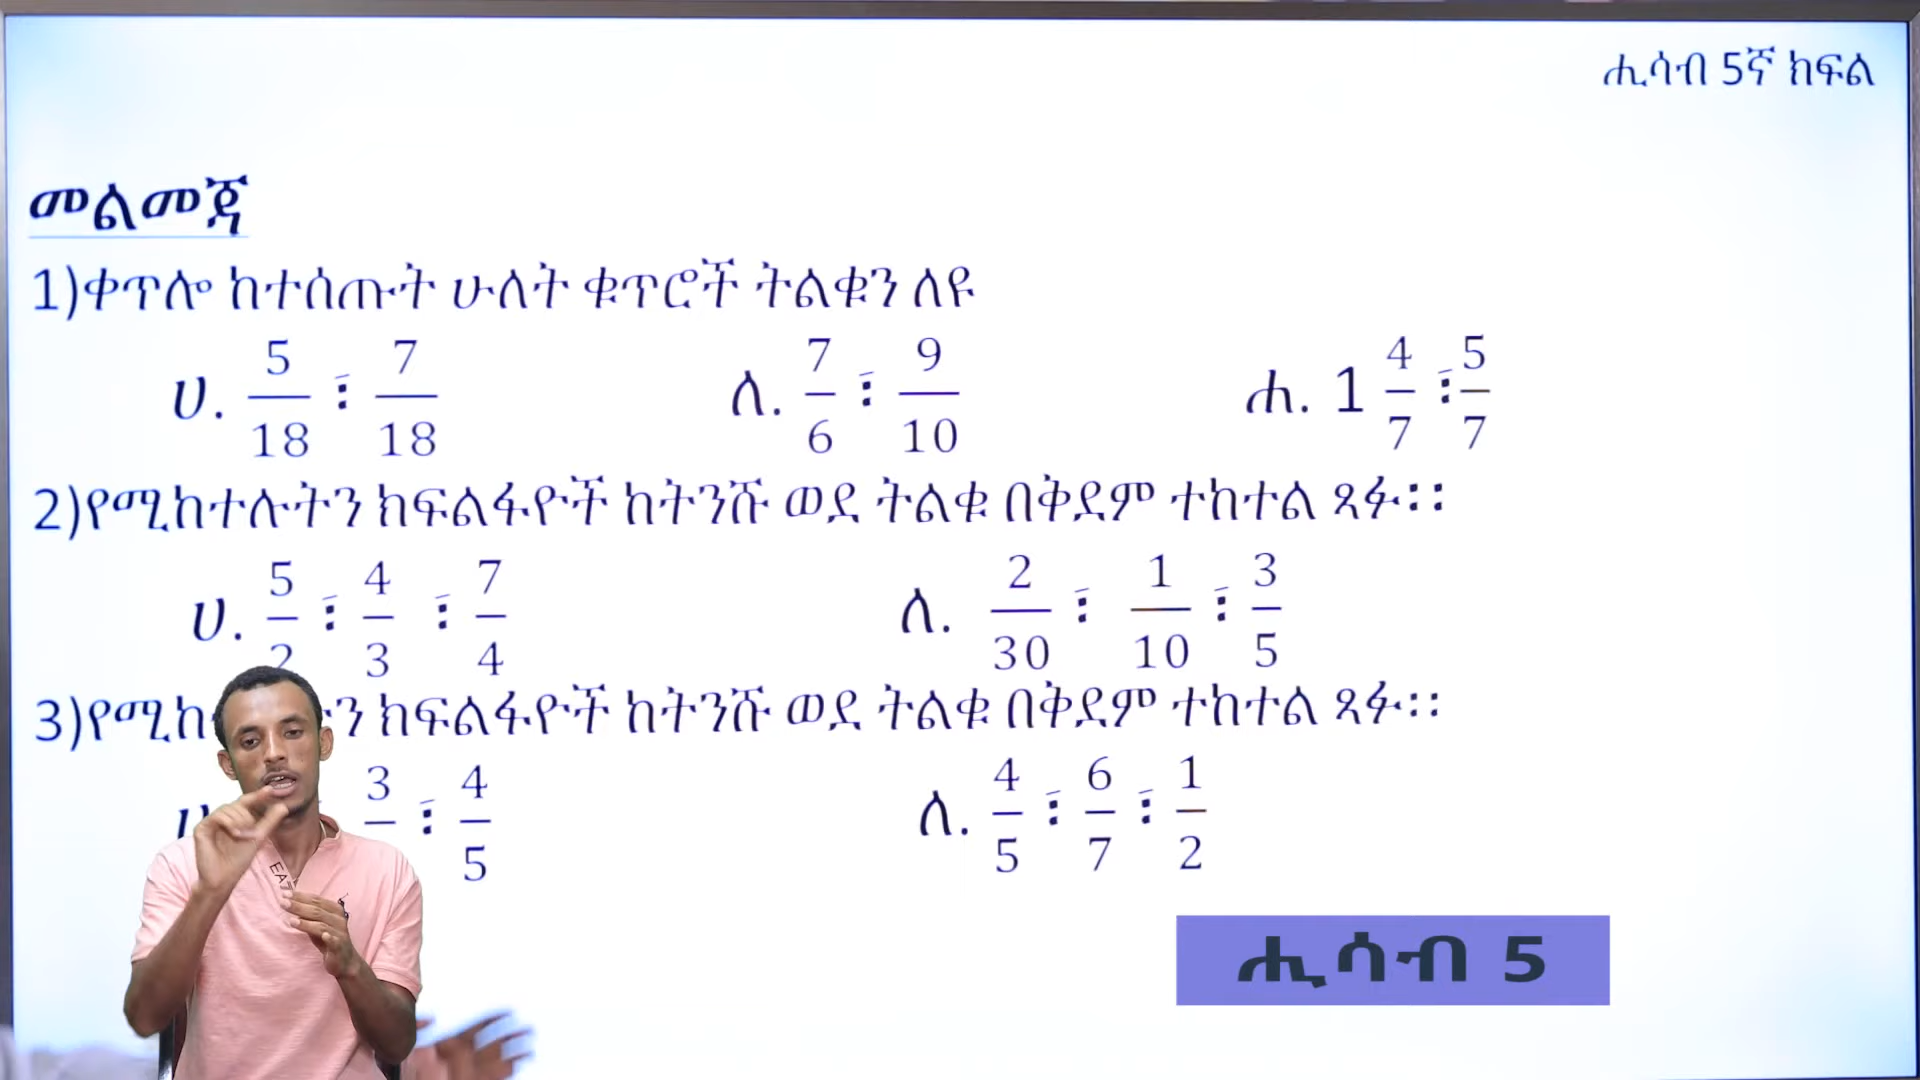 ሒሳብ 5ኛ ክፍል
መልመጃ
1)ቀጥሎ ከተሰጡት ሁለት ቁጥሮች ትልቁን ለዩ
ሀ. 5/18 ፣ 7/18 ለ. 7/6 ፣ 9/10 ሐ. 1 4/7 ፣ 5/7
2)የሚከተሉትን ክፍልፋዮች ከትንሹ ወደ ትልቁ በቅደም ተከተል ጻፉ፡፡
ሀ. 5/2 ፣ 4/3 ፣ 7/4 ለ. 2/30 ፣ 1/10 ፣ 3/5
3) ክፍልፋዮች ከትንሹ ወደ ትልቁ በቅደም ተከተል ጻፉ፡፡
3 ፣ 4/5 ለ. 4/5 ፣ 6/7 ፣ 1/2
ሒሳብ 5